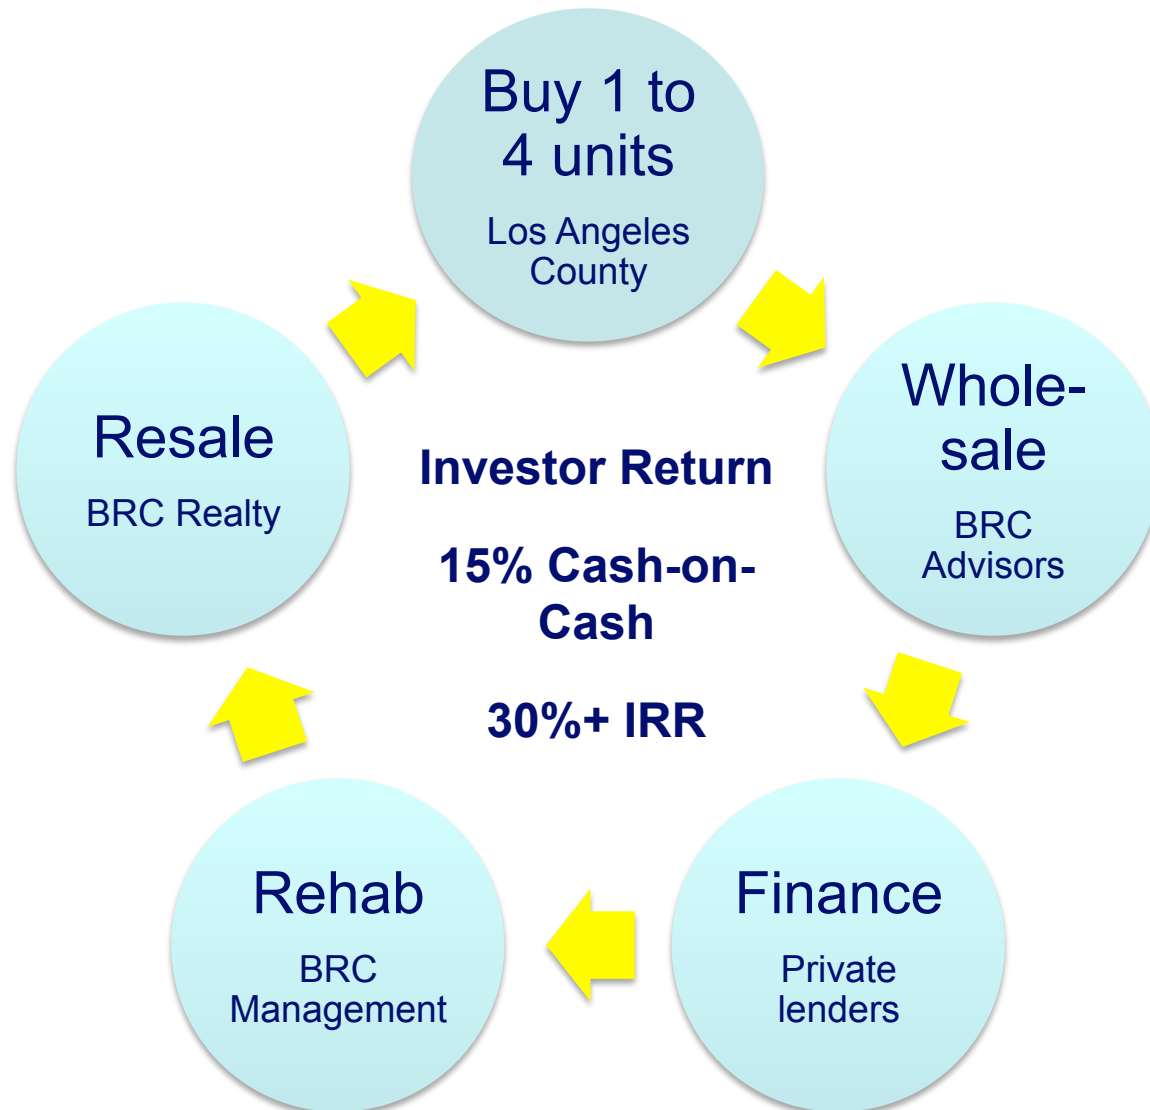 Buy 1 to
4 units
Los Angeles
County
Whole-
sale
BRC
Advisors
Finance
Private
lenders
Rehab
BRC
Management
Resale
BRC Realty
Investor Return
15% Cash-on-
Cash
30%+ IRR